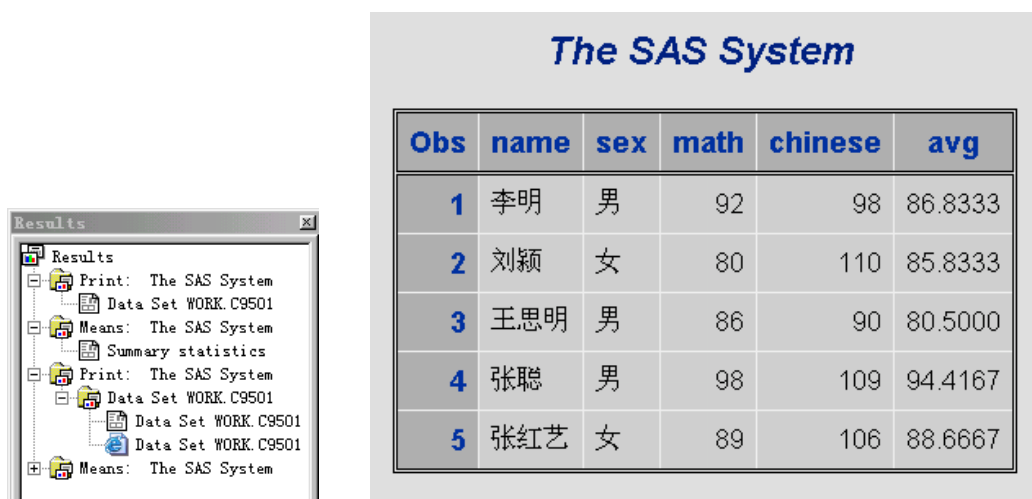 Results
Results
Print: The SAS System
Data Set WORK.C9501
Means: The SAS System
Summary statistics
Print: The SAS System
Data Set WORK.C9501
Data Set WORK.C9501
Data Set WORK.C9501
Means: The SAS System
The SAS System
Obs name sex math chinese avg
1 李明 男 92 98 86.8333
2 刘颖 女 80 110 85.8333
3 王思明 男 86 90 80.5000
4 张聪 男 98 109 94.4167
5 张红艺 女 89 106 88.6667